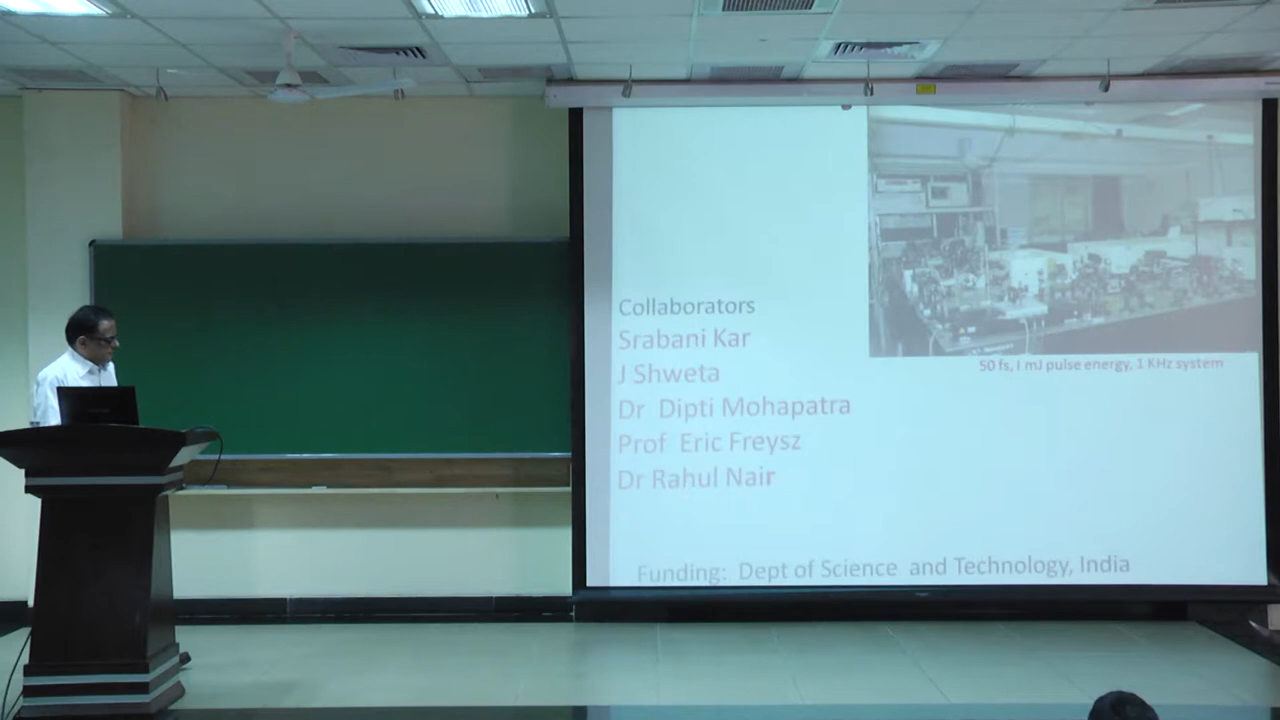 50 fs, I mJ pulse energy, 1 KHz system
Collaborators
Srabani Kar
J Shweta
Dr Dipti Mohapatra
Prof Eric Freysz
Dr Rahul Nair
Funding: Dept of Science and Technology, India